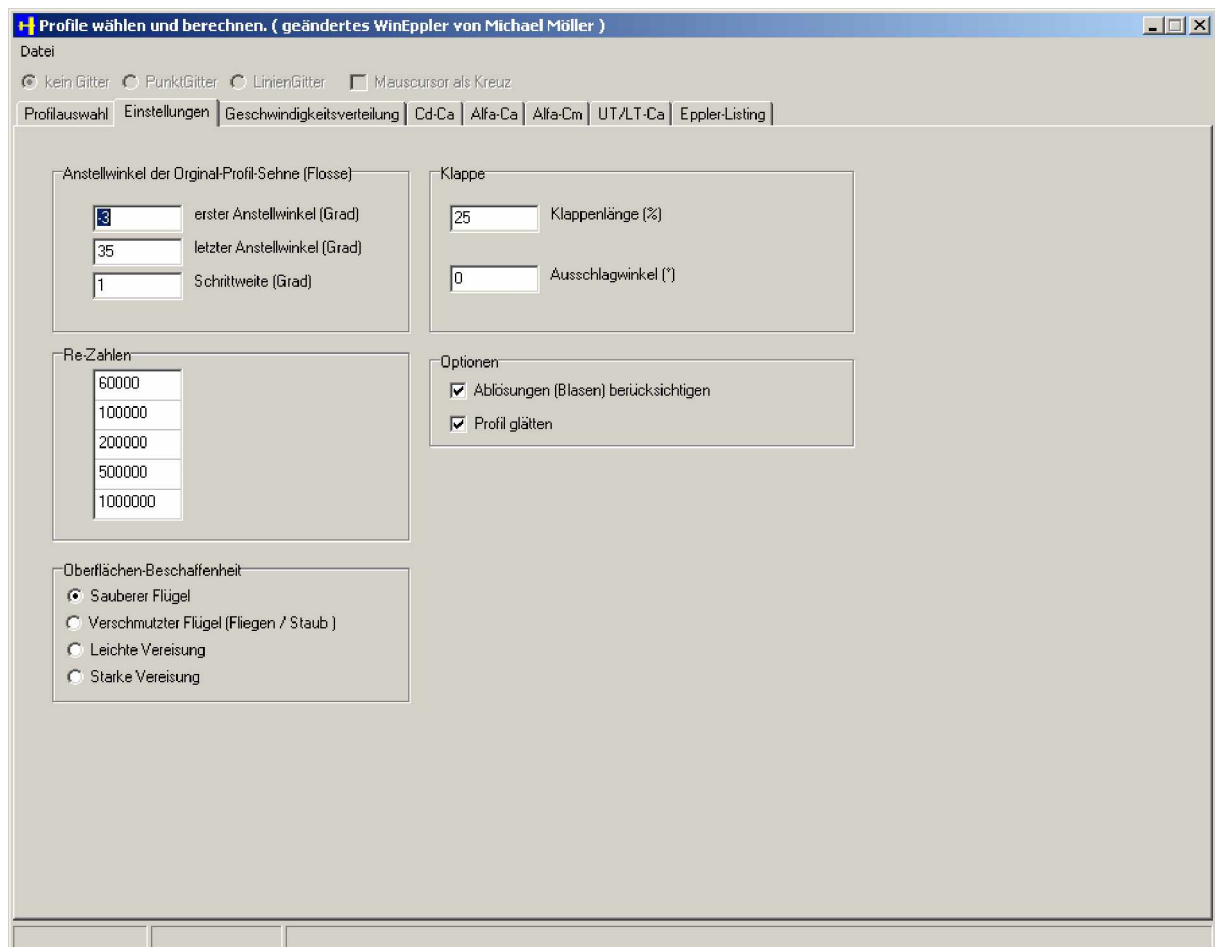 Profile wählen und berechnen. ( geändertes WinEppler von Michael Möller )
Datei
kein Gitter PunktGitter LinienGitter Mauscursor als Kreuz
Profilauswahl Einstellungen Geschwindigkeitsverteilung Cd-Ca Alfa-Ca Alfa-Cm UT/LT-Ca Eppler-Listing
Anstellwinkel der Orginal-Profil-Sehne (Flosse)
-3 erster Anstellwinkel (Grad)
35 letzter Anstellwinkel (Grad)
1 Schrittweite (Grad)
Klappe
25 Klappenlänge (%)
0 Ausschlagwinkel (°)
Re-Zahlen
60000
100000
200000
500000
1000000
Optionen
Ablösungen (Blasen) berücksichtigen
Profil glätten
Oberflächen-Beschaffenheit
Sauberer Flügel
Verschmutzter Flügel (Fliegen / Staub )
Leichte Vereisung
Starke Vereisung